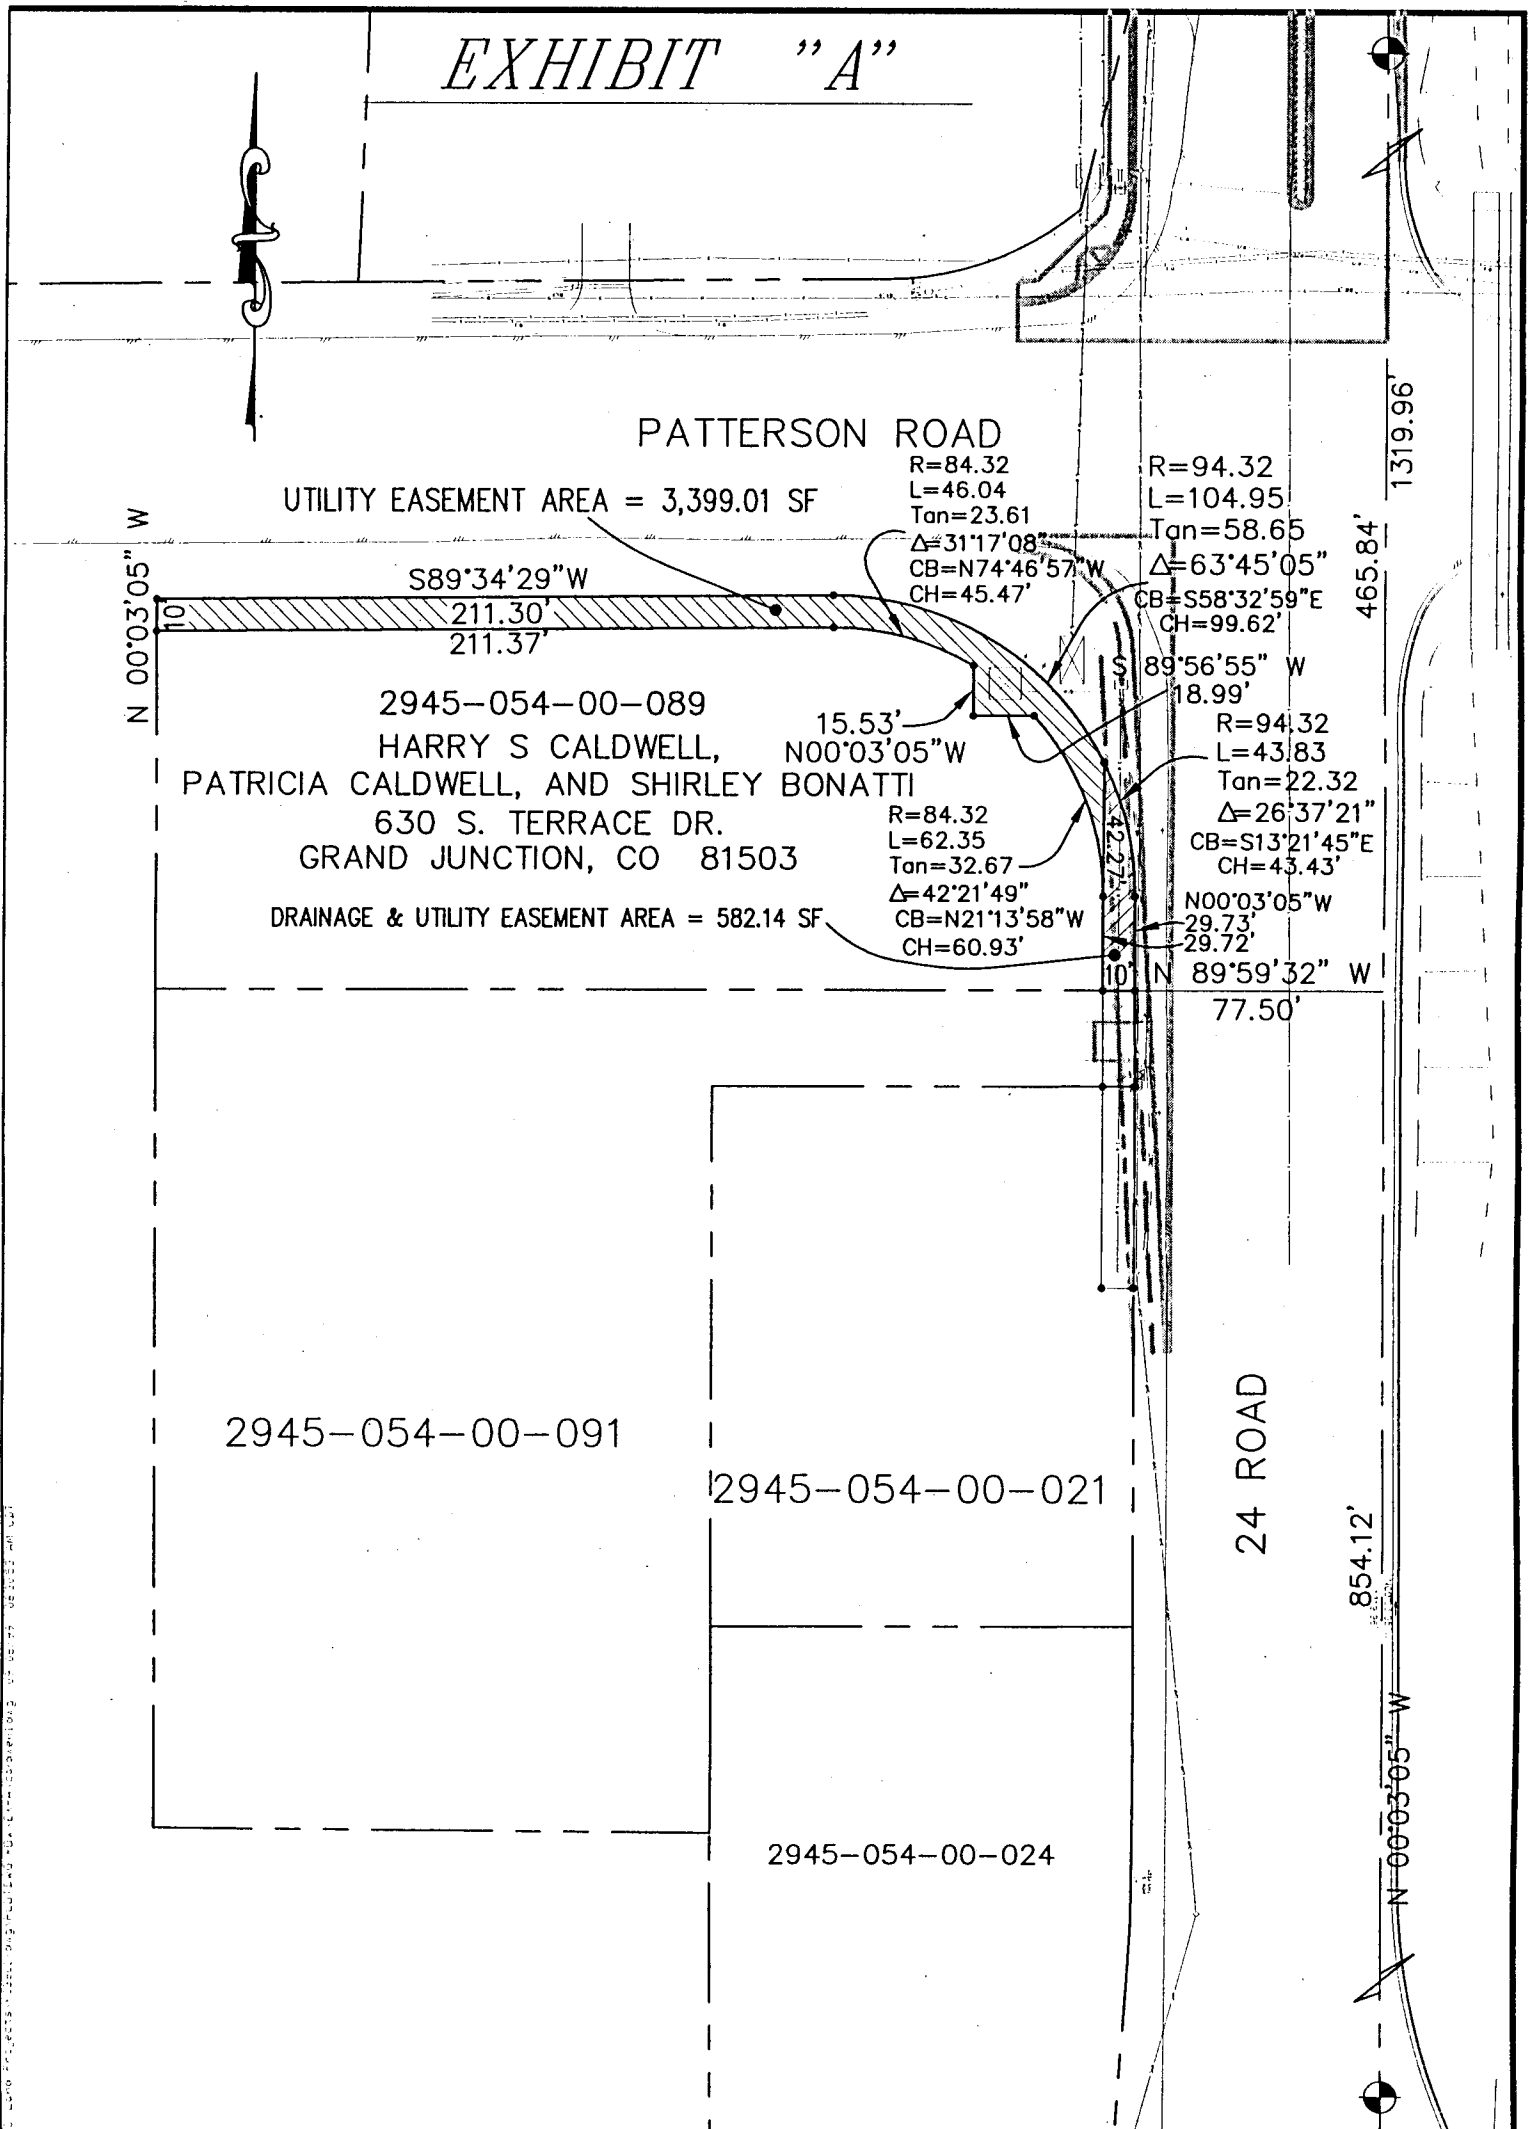 EXHIBIT "A"
PATTERSON ROAD
UTILITY EASEMENT AREA = 3,399.01 SF
R=84.32
L=46.04
Tan=23.61
Δ=31°17'08"
CB=N74°46'57"W
CH=45.47'
R=94.32
L=104.95
Tan=58.65
Δ=63°45'05"
CB=S58°32'59"E
CH=99.62'
1319.96'
465.84'
N 00°03'05" W
10'
S89°34'29"W
211.30'
211.37'
S 89°56'55" W
18.99'
15.53'
N00°03'05"W
2945-054-00-089
HARRY S CALDWELL,
PATRICIA CALDWELL, AND SHIRLEY BONATTI
630 S. TERRACE DR.
GRAND JUNCTION, CO 81503
R=94.32
L=43.83
Tan=22.32
Δ=26°37'21"
CB=S13°21'45"E
CH=43.43'
R=84.32
L=62.35
Tan=32.67
Δ=42°21'49"
CB=N21°13'58"W
CH=60.93'
42.27'
DRAINAGE & UTILITY EASEMENT AREA = 582.14 SF
N00°03'05"W
29.73'
29.72'
10'
N 89°59'32" W
77.50'
2945-054-00-091
2945-054-00-021
24 ROAD
854.12'
N 00°03'05" W
2945-054-00-024